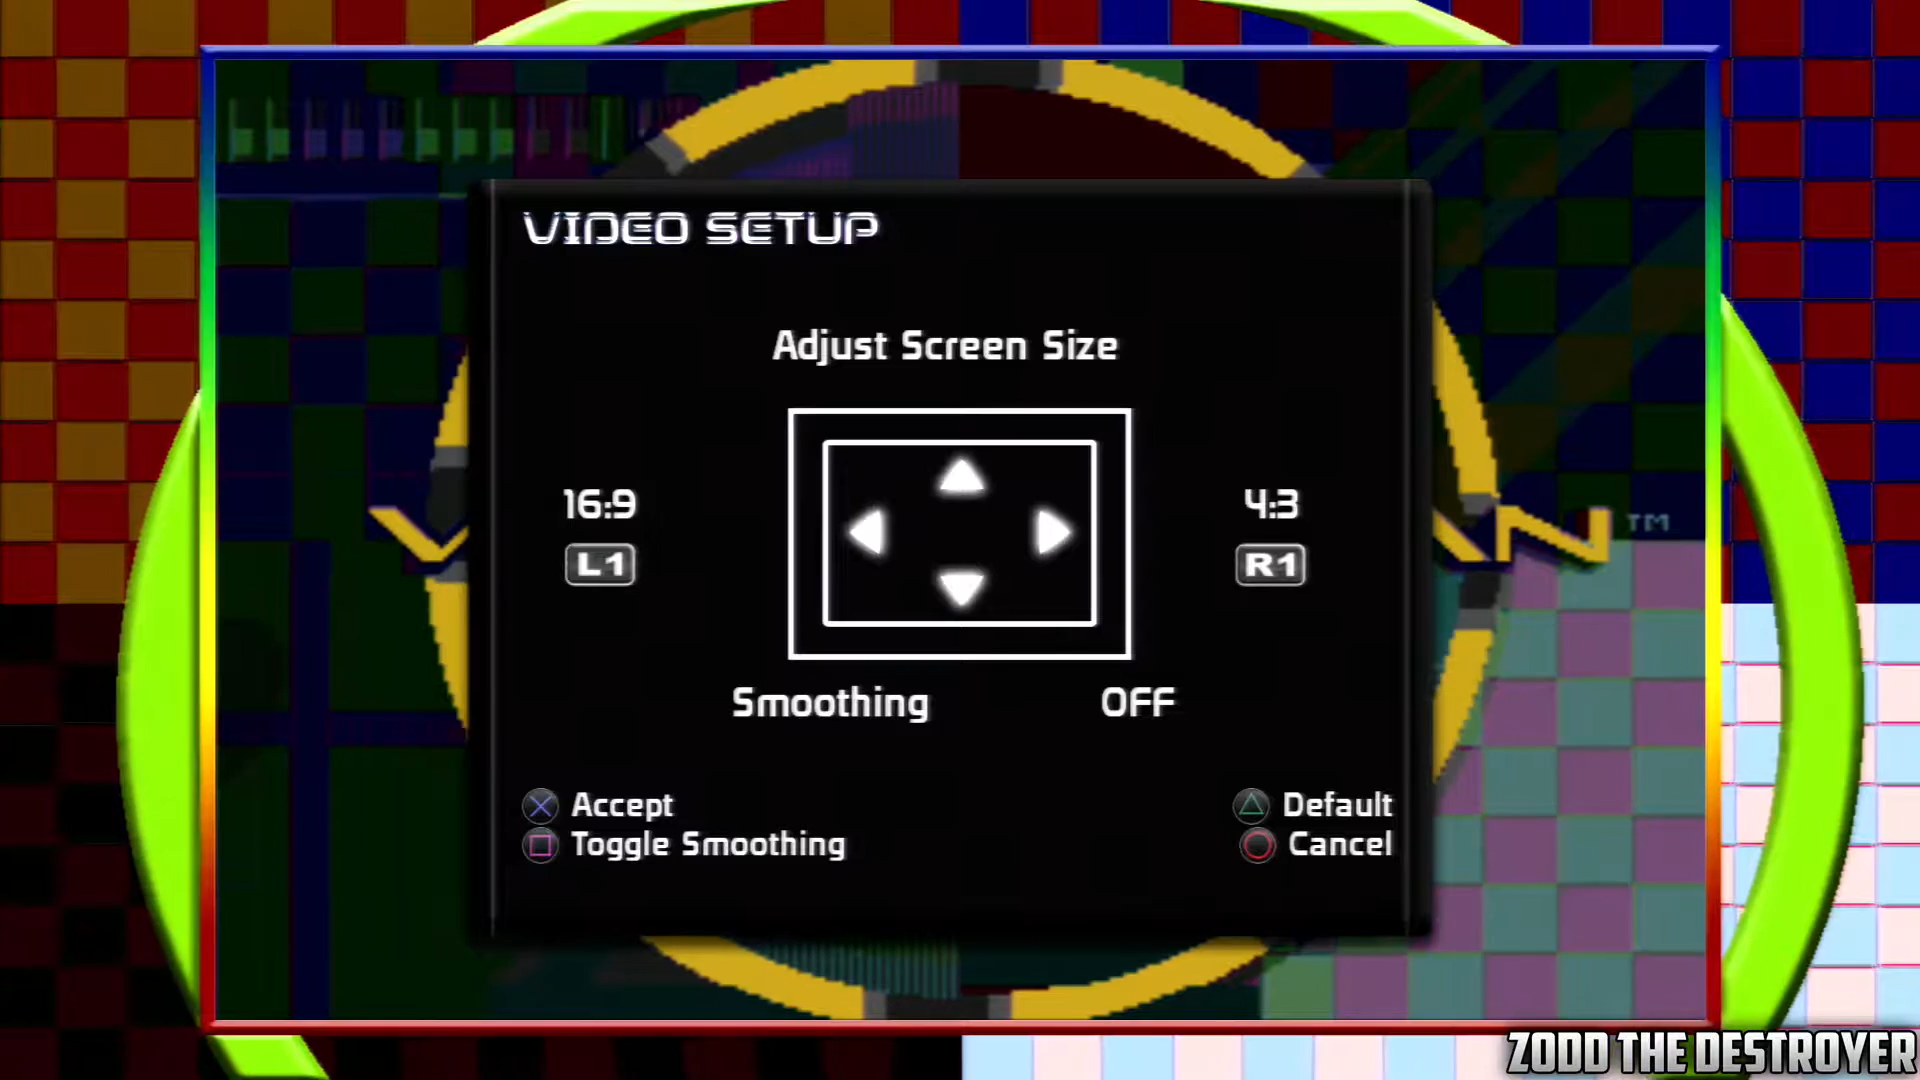 VIDEO SETUP
Adjust Screen Size
16:9
4:3
L1
R1
TM
Smoothing OFF
Accept
Default
Toggle Smoothing
Cancel
ZODD THE DESTROYER